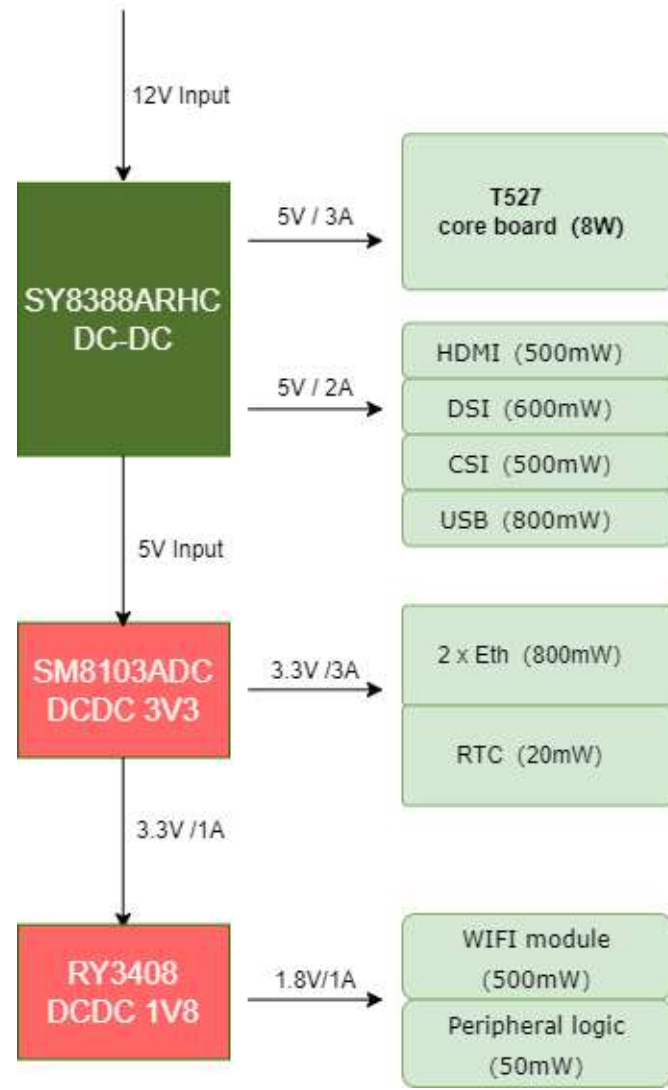 12V Input
SY8388ARHC
DC-DC
5V / 3A
T527
core board (8W)
5V / 2A
HDMI (500mW)
DSI (600mW)
CSI (500mW)
USB (800mW)
5V Input
SM8103ADC
DCDC 3V3
3.3V /3A
2 x Eth (800mW)
RTC (20mW)
3.3V /1A
RY3408
DCDC 1V8
1.8V/1A
WIFI module
(500mW)
Peripheral logic
(50mW)